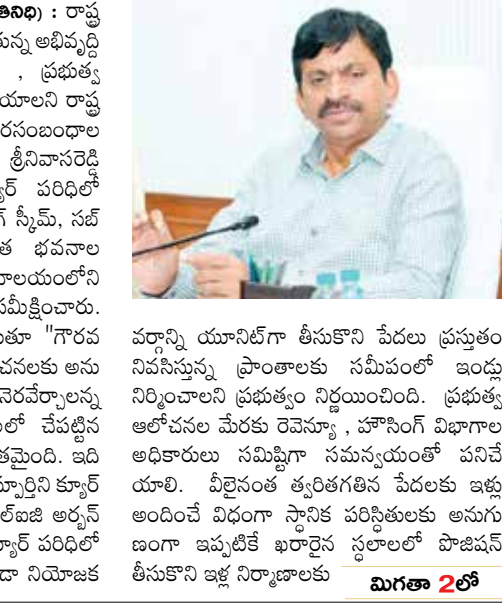 తినిధి) : రాష్ట్ర
తున్న అభివృద్ధి
, ప్రభుత్వ
యాలని రాష్ట్ర
రసంబంధాల
శ్రీనివాసరెడ్డి
ర్ పరిధిలో
గ్ స్కీమ్, సబ్
త భవనాల
ాలయంలోని
సమీక్షించారు.
తూ "గౌరవ
చనలకు అను
నెరవేర్చాలన్న
లలో చేపట్టిన
తమైంది. ఇది
స్ఫూర్తిని క్యూర్
ల్ఐజి అర్బన్
్యూర్ పరిధిలో
డా నియోజక
వర్గాన్ని యూనిట్‌గా తీసుకొని పేదలు ప్రస్తుతం
నివసిస్తున్న ప్రాంతాలకు సమీపంలో ఇండ్లు
నిర్మించాలని ప్రభుత్వం నిర్ణయించింది. ప్రభుత్వ
ఆలోచనల మేరకు రెవెన్యూ , హౌసింగ్ విభాగాల
అధికారులు సమిష్టిగా సమన్వయంతో పనిచే
యాలి. వీలైనంత త్వరితగతిన పేదలకు ఇళ్లు
అందించే విధంగా స్థానిక పరిస్థితులకు అనుగు
ణంగా ఇప్పటికే ఖరారైన స్థలాలలో పొజిషన్
తీసుకొని ఇళ్ల నిర్మాణాలకు
మిగతా 2లో